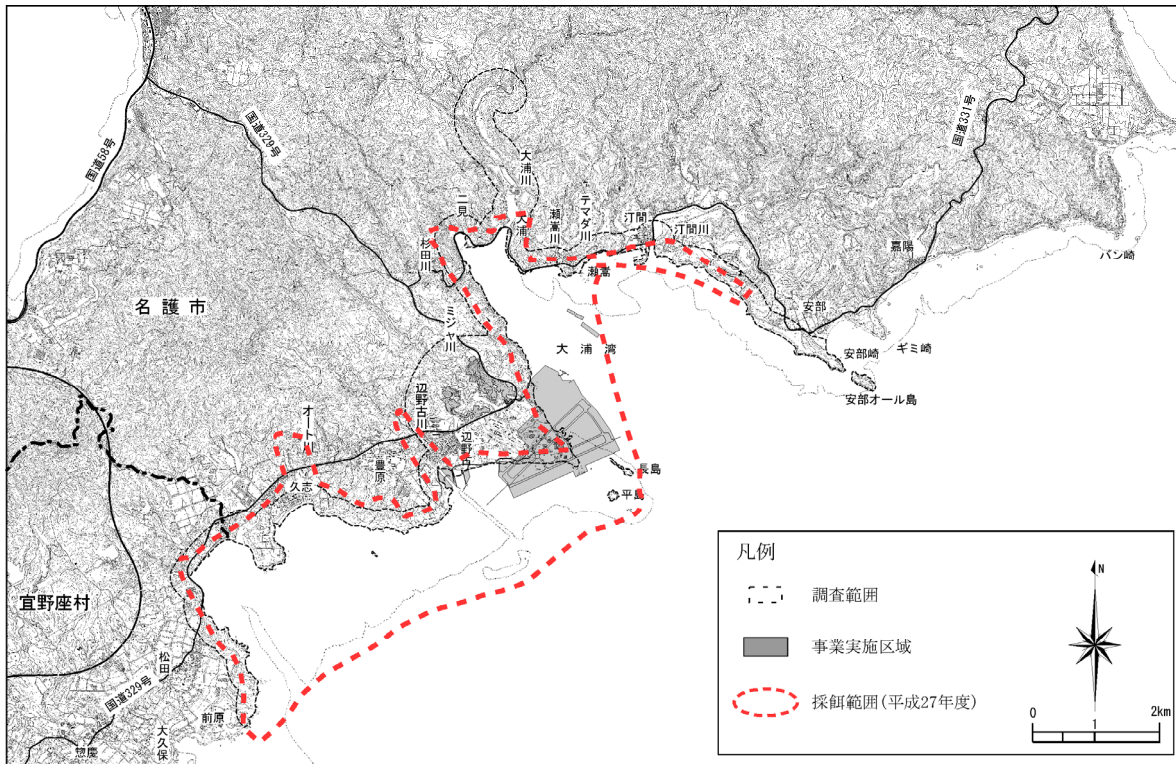 国道58号
国道329号
国道331号
大浦川
二見
大浦
瀬嵩川
テマダ川
汀間
汀間川
杉田川
瀬嵩
嘉陽
バン崎
安部
名護市
ミジャ川
大浦湾
安部崎
ギミ崎
安部オール島
辺野古川
オートリ川
辺野古
豊原
久志
長島
平島
宜野座村
松田
国道329号
前原
大久保
惣慶
凡例
調査範囲
事業実施区域
採餌範囲(平成27年度)
N
0
1
2km